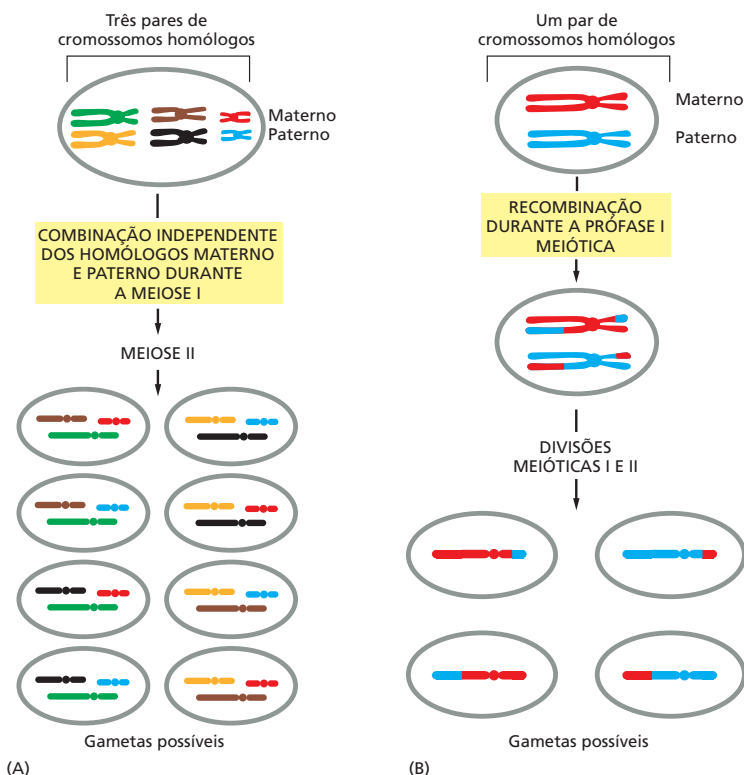 Três pares de
cromossomos homólogos
Materno
Paterno
COMBINAÇÃO INDEPENDENTE
DOS HOMÓLOGOS MATERNO
E PATERNO DURANTE
A MEIOSE I
MEIOSE II
Gametas possíveis
(A)
Um par de
cromossomos homólogos
Materno
Paterno
RECOMBINAÇÃO
DURANTE A PRÓFASE I
MEIÓTICA
DIVISÕES
MEIÓTICAS I E II
Gametas possíveis
(B)